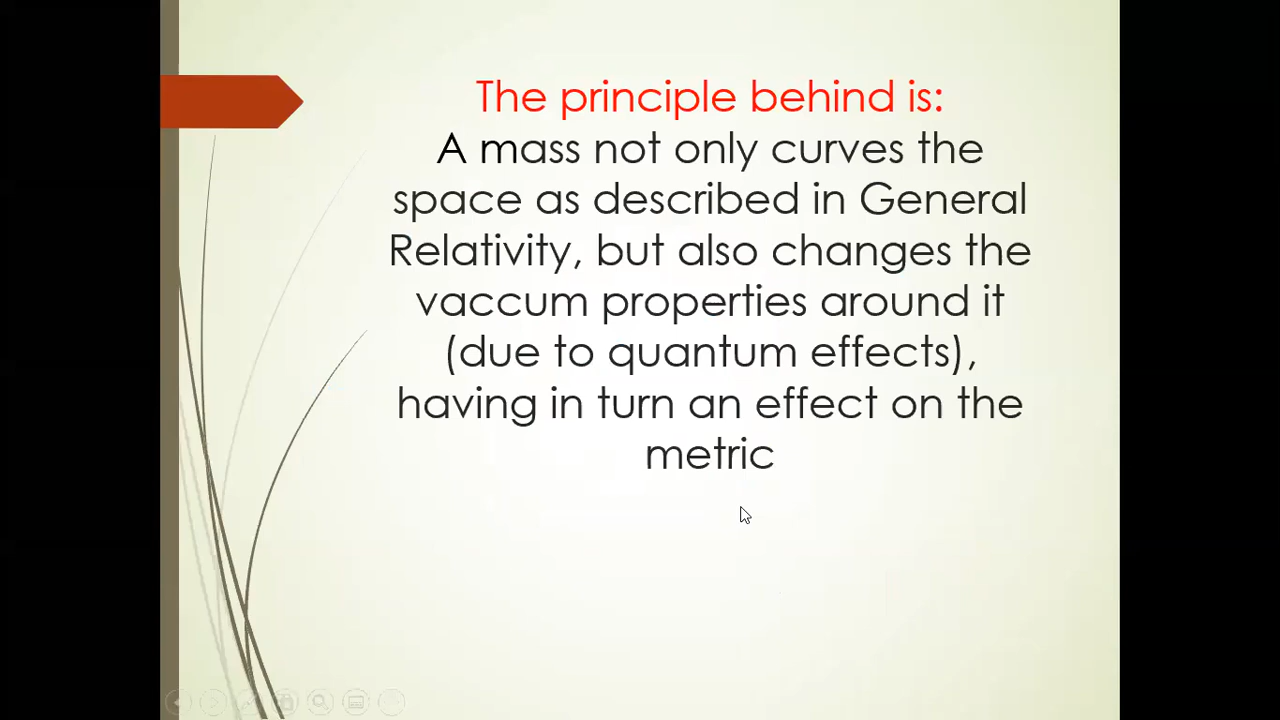 The principle behind is:
A mass not only curves the
space as described in General
Relativity, but also changes the
vaccum properties around it
(due to quantum effects),
having in turn an effect on the
metric